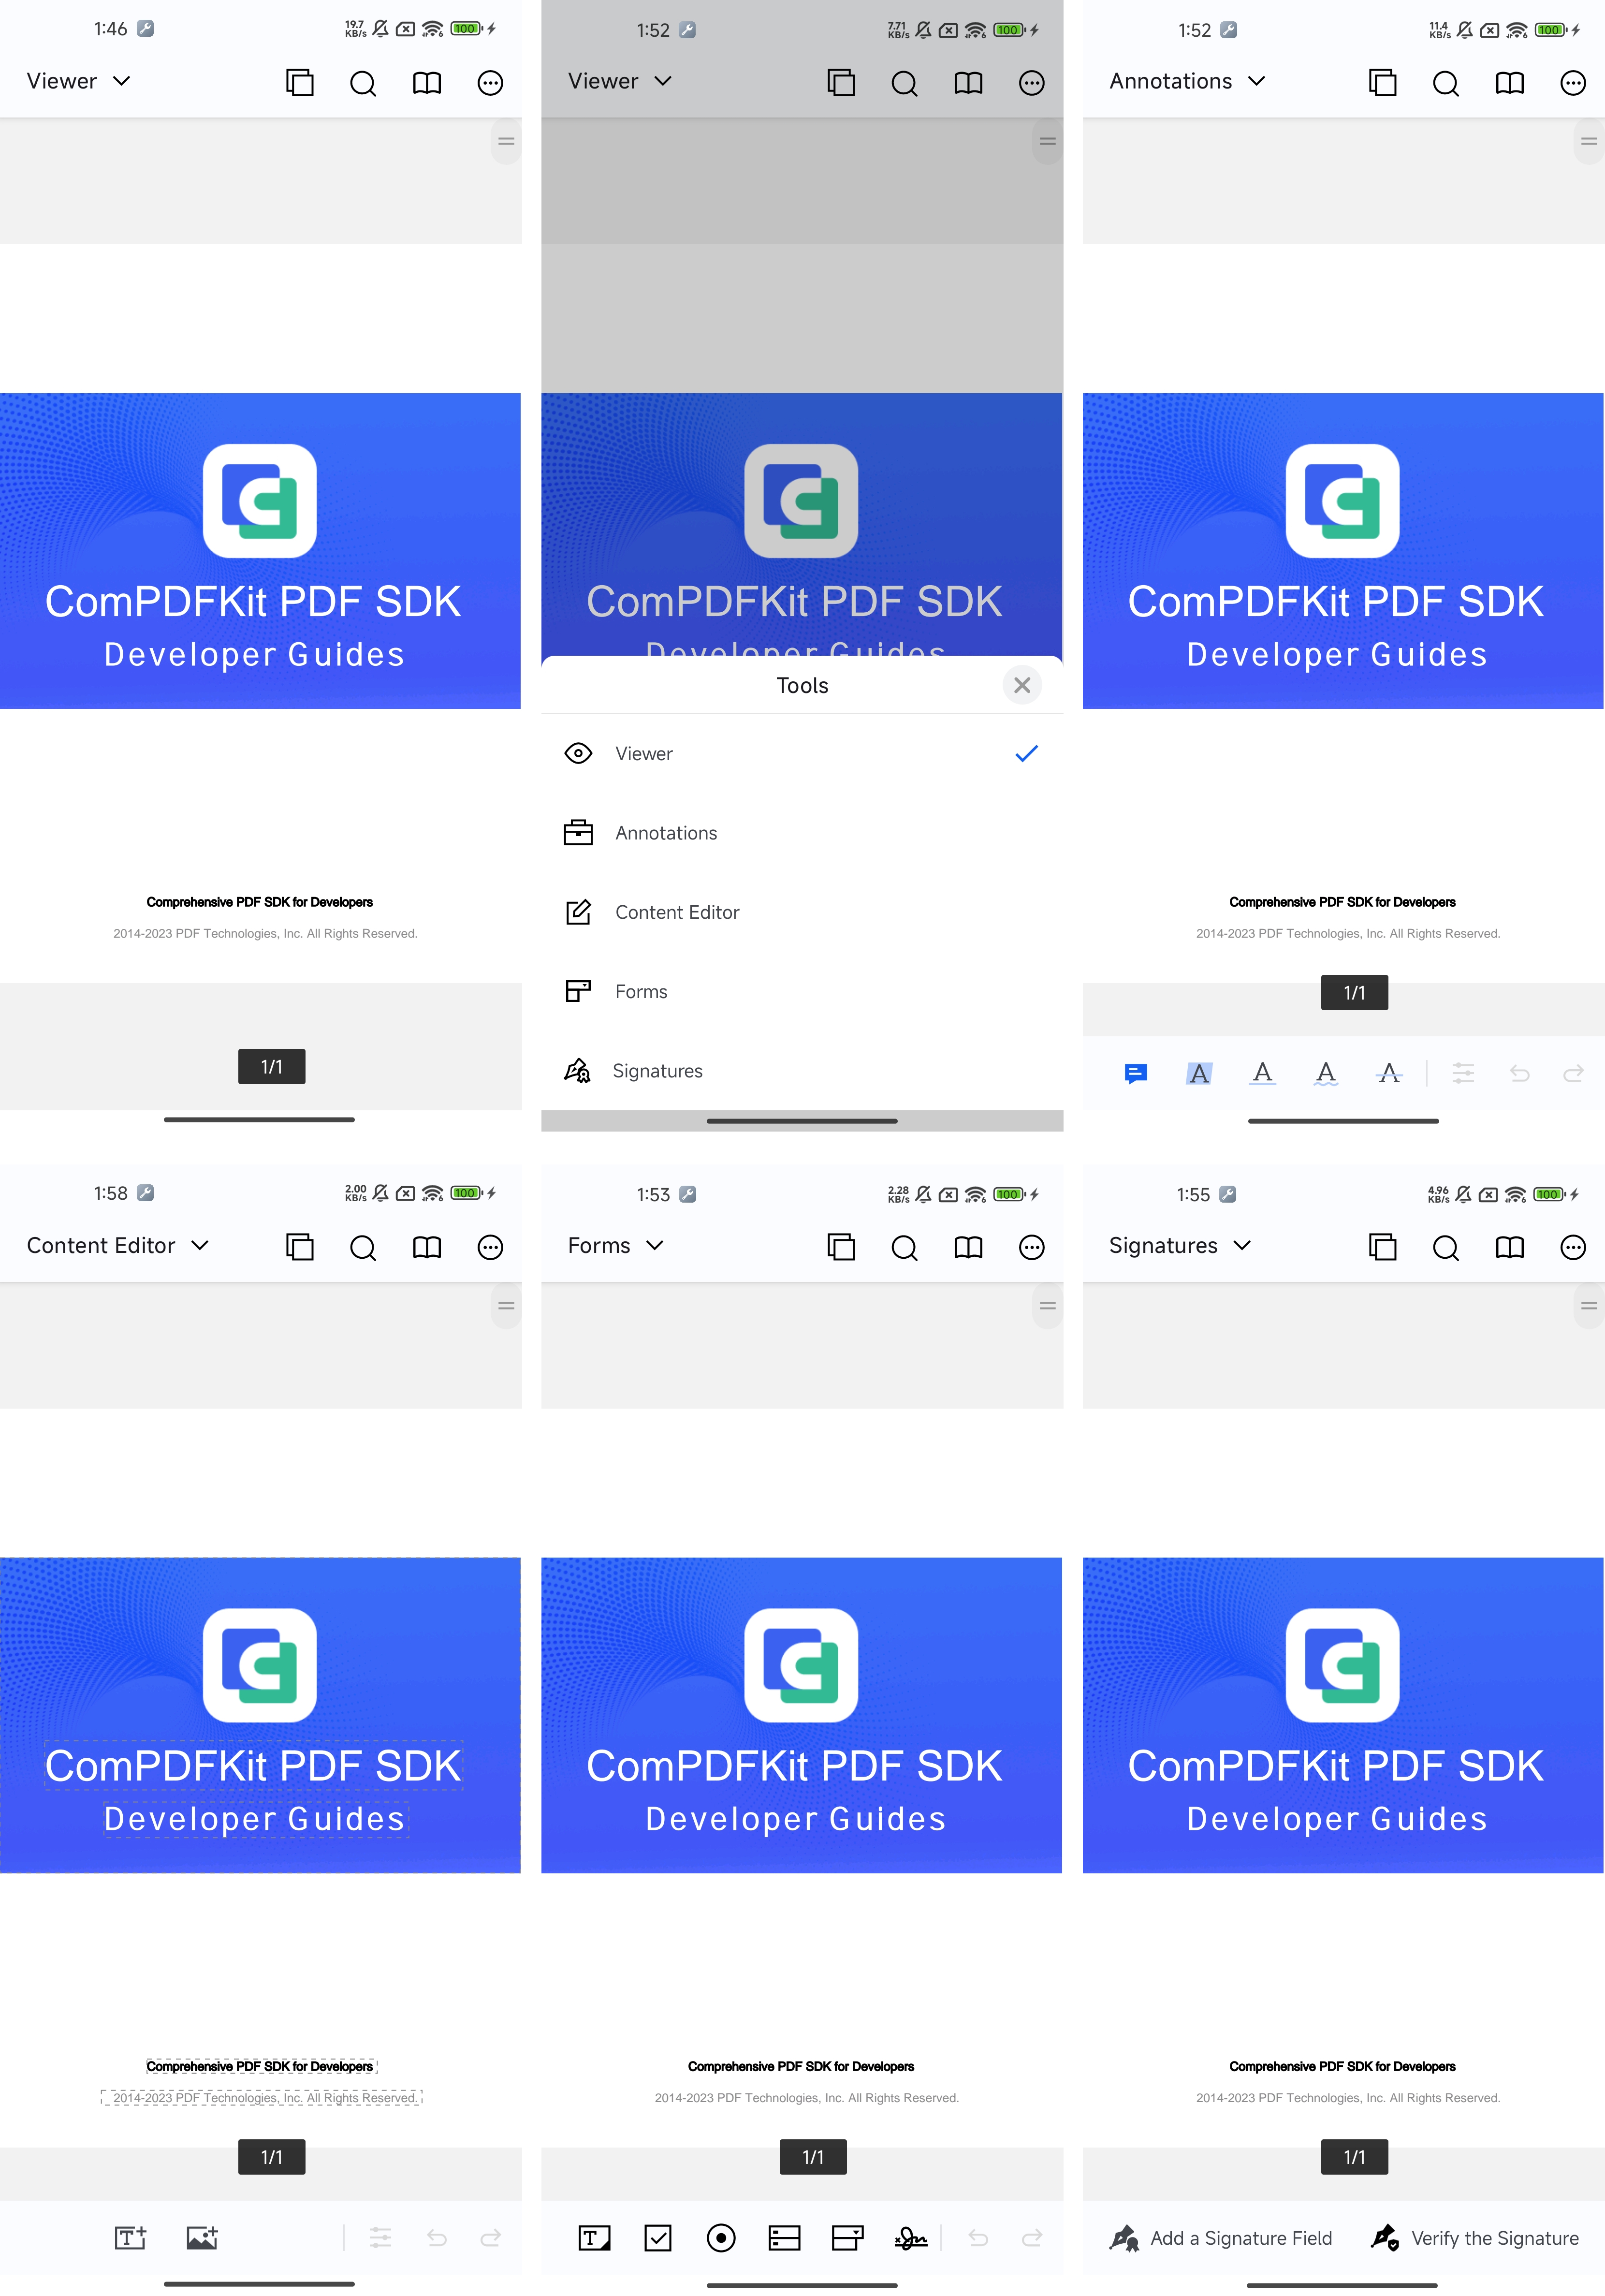 1:46 19.7 KB/s 100
Viewer
ComPDFKit PDF SDK
Developer Guides
Comprehensive PDF SDK for Developers
2014-2023 PDF Technologies, Inc. All Rights Reserved.
1/1
1:52 7.71 KB/s 100
Viewer
ComPDFKit PDF SDK
Developer Guides
Tools
Viewer
Annotations
Content Editor
Forms
Signatures
1:52 11.4 KB/s 100
Annotations
ComPDFKit PDF SDK
Developer Guides
Comprehensive PDF SDK for Developers
2014-2023 PDF Technologies, Inc. All Rights Reserved.
1/1
A A A A
1:58 2.00 KB/s 100
Content Editor
ComPDFKit PDF SDK
Developer Guides
Comprehensive PDF SDK for Developers
2014-2023 PDF Technologies, Inc. All Rights Reserved.
1/1
T
1:53 2.28 KB/s 100
Forms
ComPDFKit PDF SDK
Developer Guides
Comprehensive PDF SDK for Developers
2014-2023 PDF Technologies, Inc. All Rights Reserved.
1/1
T
1:55 4.96 KB/s 100
Signatures
ComPDFKit PDF SDK
Developer Guides
Comprehensive PDF SDK for Developers
2014-2023 PDF Technologies, Inc. All Rights Reserved.
1/1
Add a Signature Field Verify the Signature